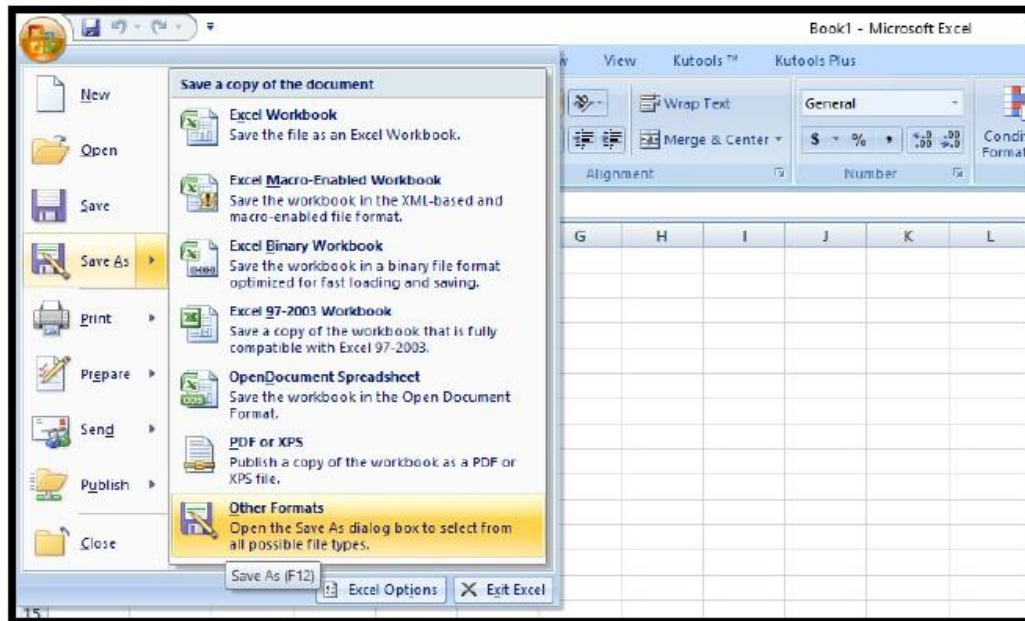 Book1 - Microsoft Excel
View Kutools ™ Kutools Plus
New
Open
Save
Save As
Print
Prepare
Send
Publish
Close
Save a copy of the document
Excel Workbook
Save the file as an Excel Workbook.
Excel Macro-Enabled Workbook
Save the workbook in the XML-based and
macro-enabled file format.
Excel Binary Workbook
Save the workbook in a binary file format
optimized for fast loading and saving.
Excel 97-2003 Workbook
Save a copy of the workbook that is fully
compatible with Excel 97-2003.
OpenDocument Spreadsheet
Save the workbook in the Open Document
Format.
PDF or XPS
Publish a copy of the workbook as a PDF or
XPS file.
Other Formats
Open the Save As dialog box to select from
all possible file types.
Save As (F12)
Excel Options Exit Excel
Wrap Text
Merge & Center
Alignment
General
$ % ,
Number
Condi
Format
G H I J K L
15